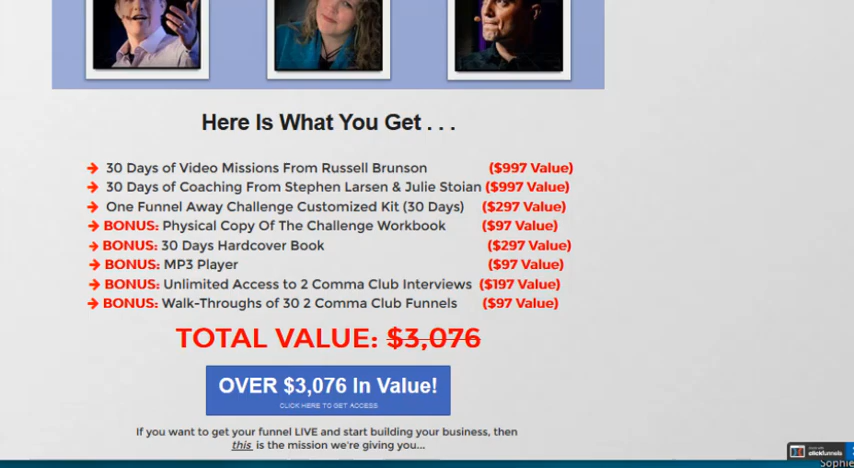 Here Is What You Get . . .
30 Days of Video Missions From Russell Brunson ($997 Value)
30 Days of Coaching From Stephen Larsen & Julie Stoian ($997 Value)
One Funnel Away Challenge Customized Kit (30 Days) ($297 Value)
BONUS: Physical Copy Of The Challenge Workbook ($97 Value)
BONUS: 30 Days Hardcover Book ($297 Value)
BONUS: MP3 Player ($97 Value)
BONUS: Unlimited Access to 2 Comma Club Interviews ($197 Value)
BONUS: Walk-Throughs of 30 2 Comma Club Funnels ($97 Value)
TOTAL VALUE: $3,076
OVER $3,076 In Value!
CLICK HERE TO GET ACCESS
If you want to get your funnel LIVE and start building your business, then
this is the mission we're giving you...
clickfunnels
Sophie